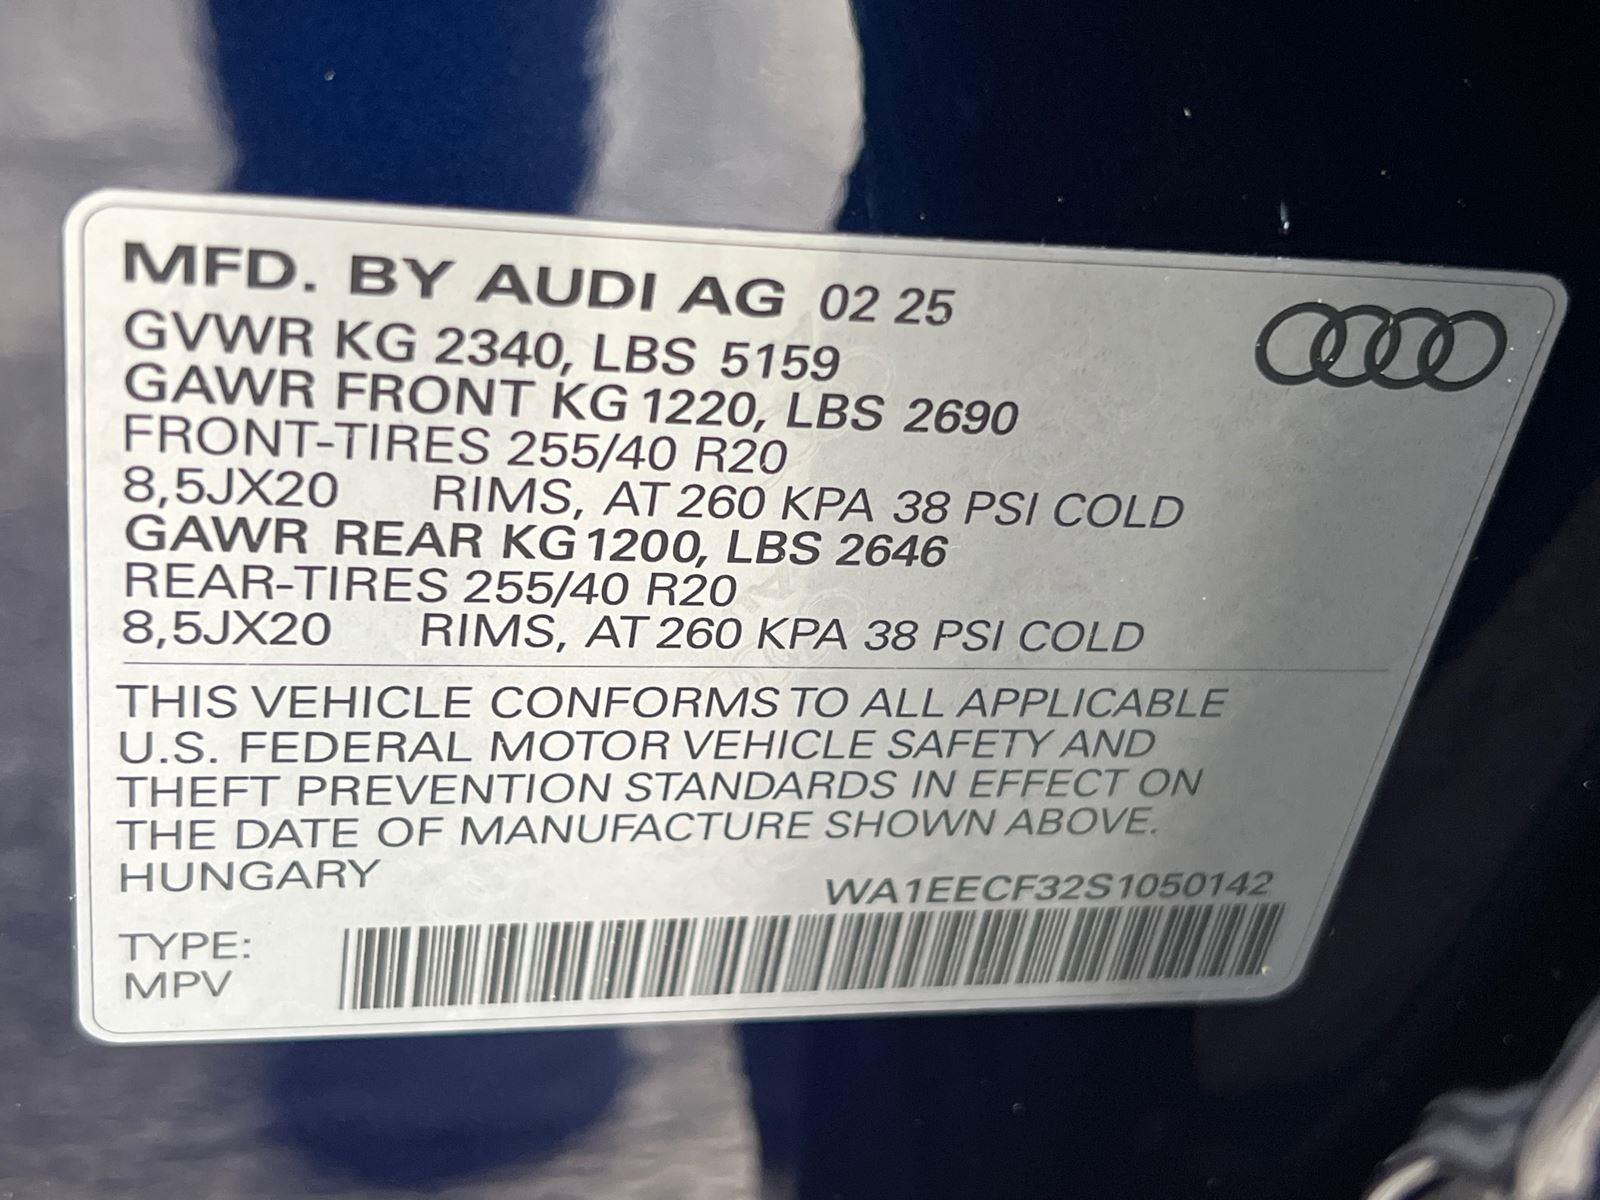 MFD. BY AUDI AG 02 25
GVWR KG 2340, LBS 5159
GAWR FRONT KG 1220, LBS 2690
FRONT-TIRES 255/40 R20
8,5JX20 RIMS, AT 260 KPA 38 PSI COLD
GAWR REAR KG 1200, LBS 2646
REAR-TIRES 255/40 R20
8,5JX20 RIMS, AT 260 KPA 38 PSI COLD
THIS VEHICLE CONFORMS TO ALL APPLICABLE
U.S. FEDERAL MOTOR VEHICLE SAFETY AND
THEFT PREVENTION STANDARDS IN EFFECT ON
THE DATE OF MANUFACTURE SHOWN ABOVE.
HUNGARY
WA1EECF32S1050142
TYPE:
MPV